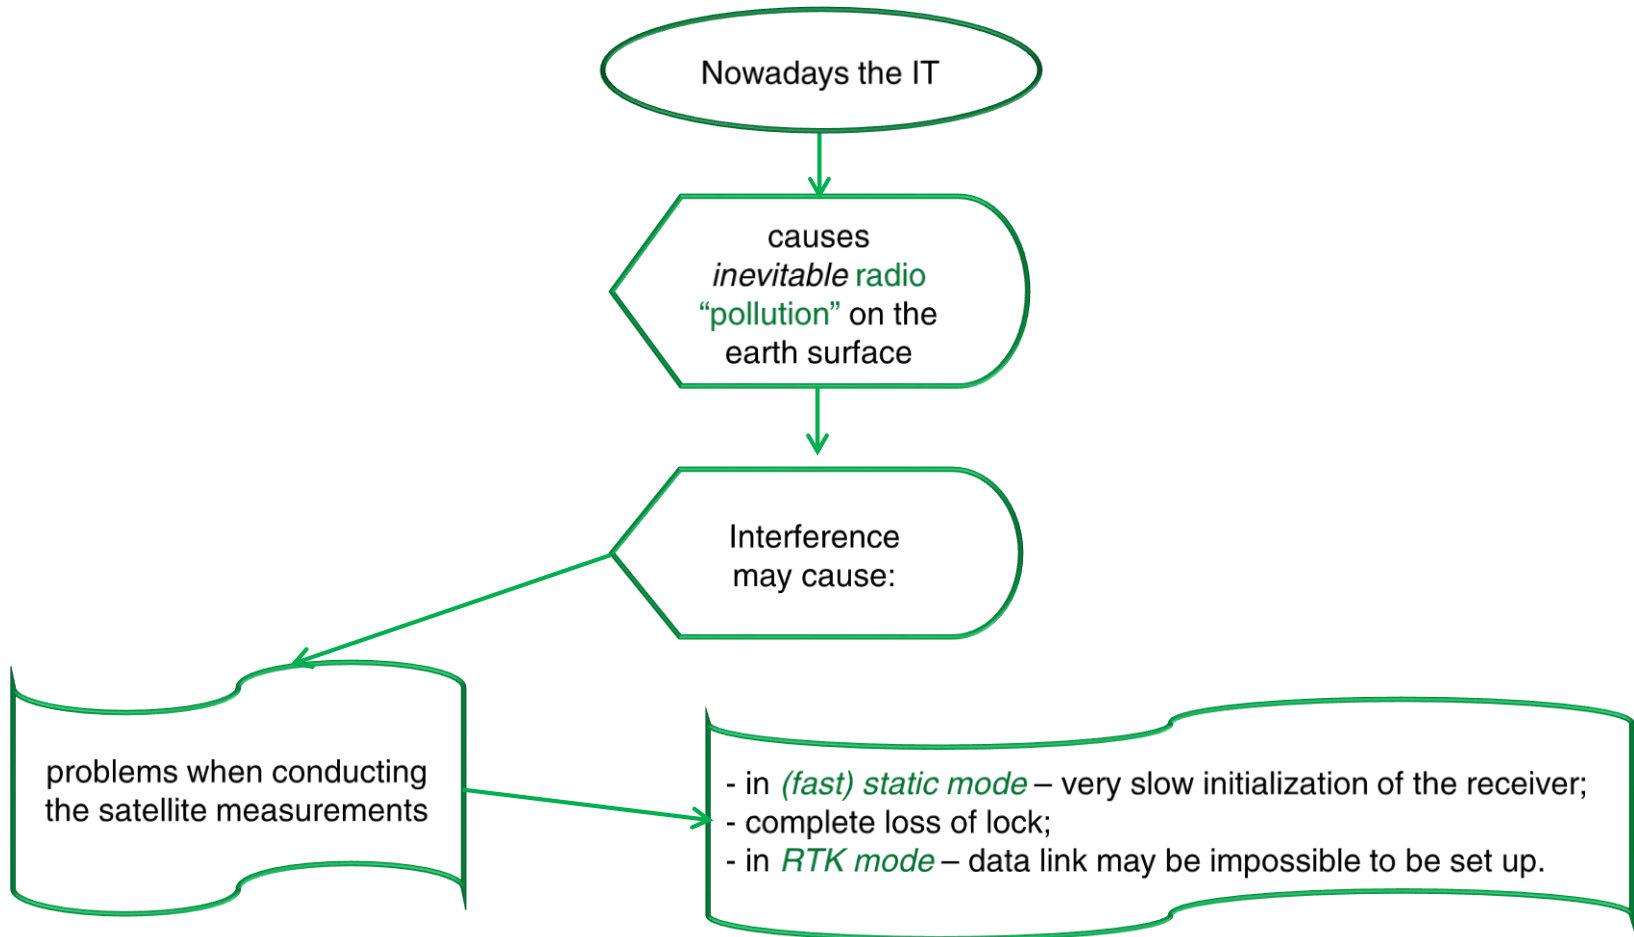 Nowadays the IT
causes
inevitable radio
“pollution” on the
earth surface
Interference
may cause:
problems when conducting
the satellite measurements
- in (fast) static mode – very slow initialization of the receiver;
- complete loss of lock;
- in RTK mode – data link may be impossible to be set up.